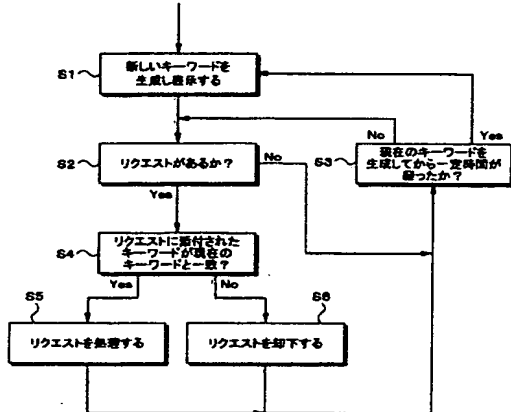 S1
新しいキーワードを
生成し提示する
No
Yes
S2
リクエストがあるか？
No
S3
現在のキーワードを
生成してから一定時間が
経ったか？
Yes
S4
リクエストに添付された
キーワードが現在の
キーワードと一致？
Yes
No
S5
リクエストを処理する
S6
リクエストを却下する